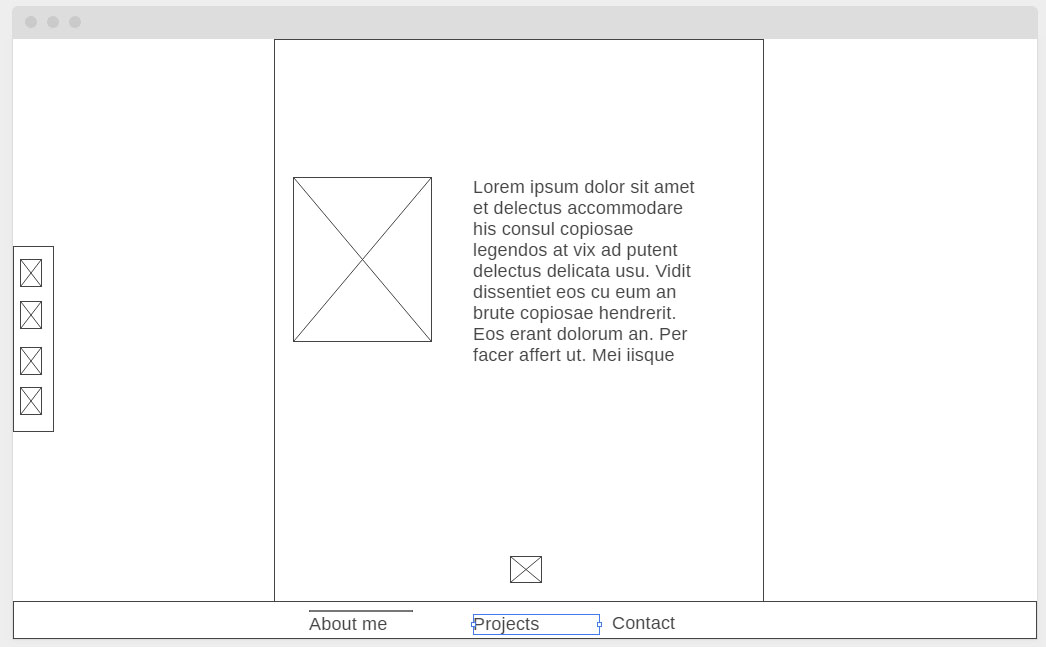 Lorem ipsum dolor sit amet
et delectus accommodare
his consul copiosae
legendos at vix ad putent
delectus delicata usu. Vidit
dissentiet eos cu eum an
brute copiosae hendrerit.
Eos erant dolorum an. Per
facer affert ut. Mei iisque
About me
Projects
Contact